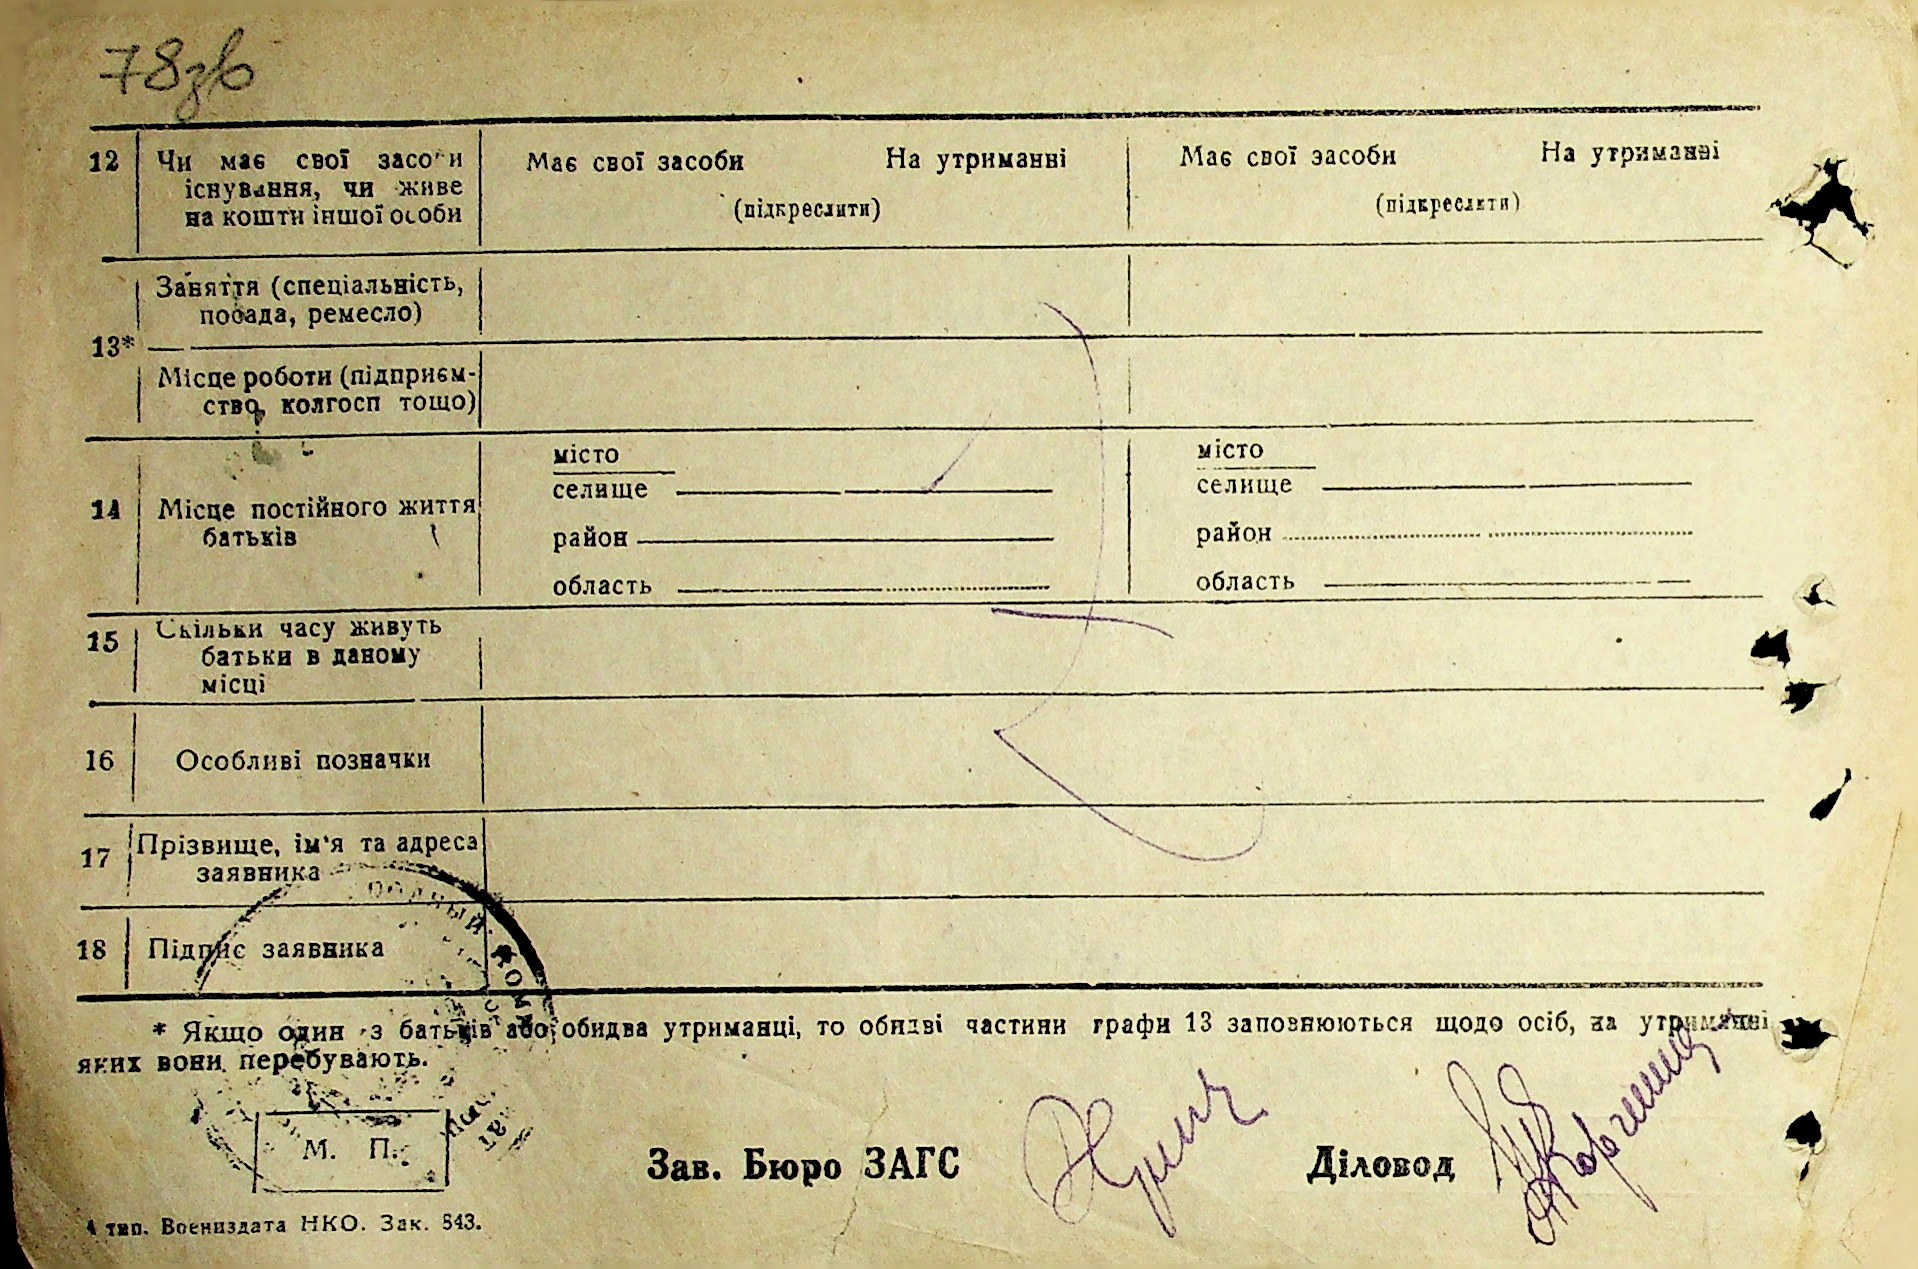 78зв
12 Чи має свої засоби Має свої засоби На утриманні Має свої засоби На утриманні
існування, чи живе
на кошти іншої особи (підкреслити) (підкреслити)
Заняття (спеціальність,
посада, ремесло)
13*
Місце роботи (підприєм-
ство, колгосп тощо)
місто місто
селище селище
14 Місце постійного життя
батьків район район
область область
15 Скільки часу живуть
батьки в даному
місці
16 Особливі позначки
17 Прізвище, ім'я та адреса
заявника
18 Підпис заявника
* Якщо один з батьків або обидва утриманці, то обидві частини графи 13 заповнюються щодо осіб, на утриманні
яких вони перебувають.
М. П.
Зав. Бюро ЗАГС Діловод
4 тип. Воениздата НКО. Зак. 843.